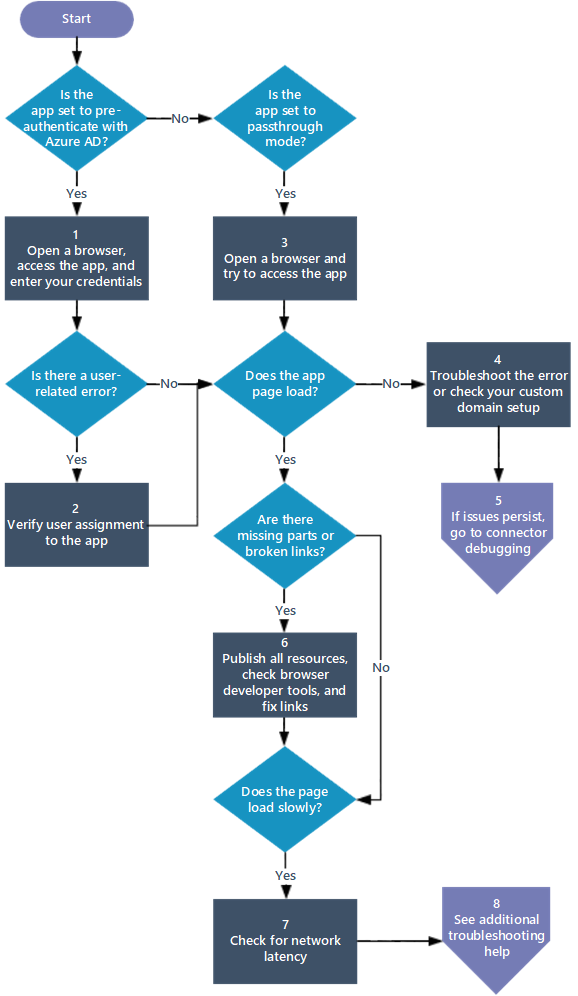 Start
Is the
app set to pre-
authenticate with
Azure AD?
No
Is the
app set to
passthrough
mode?
Yes
Yes
1
Open a browser,
access the app, and
enter your credentials
3
Open a browser and
try to access the app
Is there a user-
related error?
No
Does the app
page load?
No
4
Troubleshoot the error
or check your custom
domain setup
Yes
Yes
2
Verify user assignment
to the app
5
If issues persist,
go to connector
debugging
Are there
missing parts or
broken links?
Yes
No
6
Publish all resources,
check browser
developer tools, and
fix links
Does the page
load slowly?
Yes
7
Check for network
latency
8
See additional
troubleshooting
help